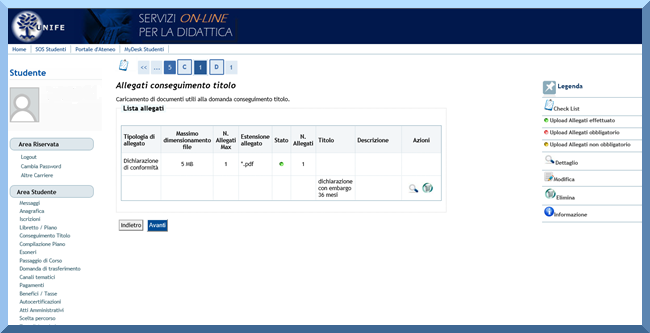 UNIFE
SERVIZI ON-LINE
PER LA DIDATTICA
Home
SOS Studenti
Portale d'Ateneo
MyDesk Studenti
Studente
<< ... 5 C 1 D 1
Allegati conseguimento titolo
Caricamento di documenti utili alla domanda conseguimento titolo.
Lista allegati
Tipologia di allegato
Massimo dimensionamento file
N. Allegati Max
Estensione allegato
Stato
N. Allegati
Titolo
Descrizione
Azioni
Dichiarazione di conformità
5 MB
1
*.pdf
1
dichiarazione con embargo 36 mesi
Indietro
Avanti
Area Riservata
Logout
Cambia Password
Altre Carriere
Area Studente
Messaggi
Anagrafica
Iscrizioni
Libretto / Piano
Conseguimento Titolo
Compilazione Piano
Esoneri
Passaggio di Corso
Domanda di trasferimento
Canali tematici
Pagamenti
Benefici / Tasse
Autocertificazioni
Atti Amministrativi
Scelta percorso
Legenda
Check List
Upload Allegati effettuato
Upload Allegati obbligatorio
Upload Allegati non obbligatorio
Dettaglio
Modifica
Elimina
Informazione